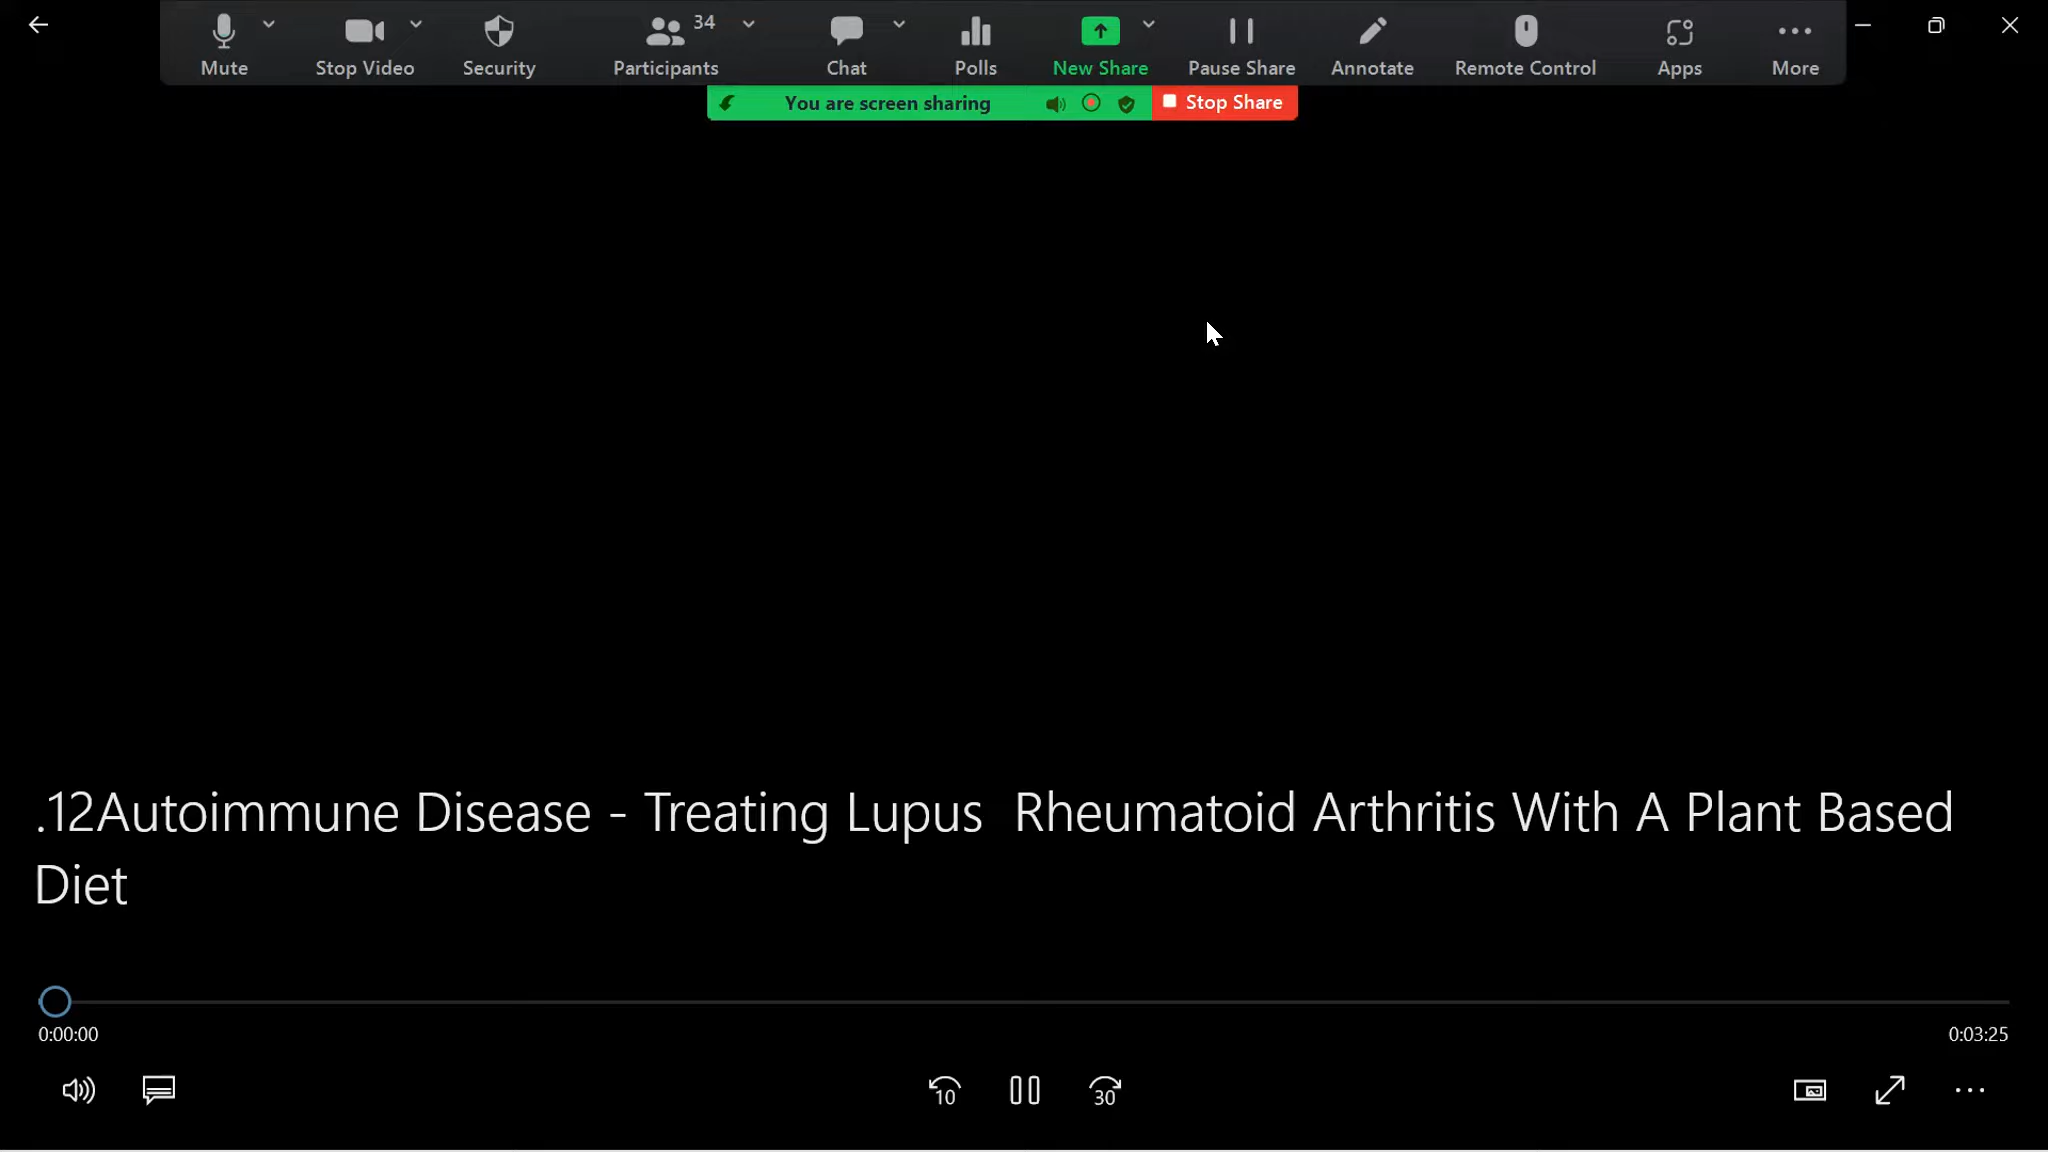 34
Mute Stop Video Security Participants Chat Polls New Share Pause Share Annotate Remote Control Apps More
You are screen sharing Stop Share
.12Autoimmune Disease - Treating Lupus  Rheumatoid Arthritis With A Plant Based
Diet
0:00:00 0:03:25
10 30